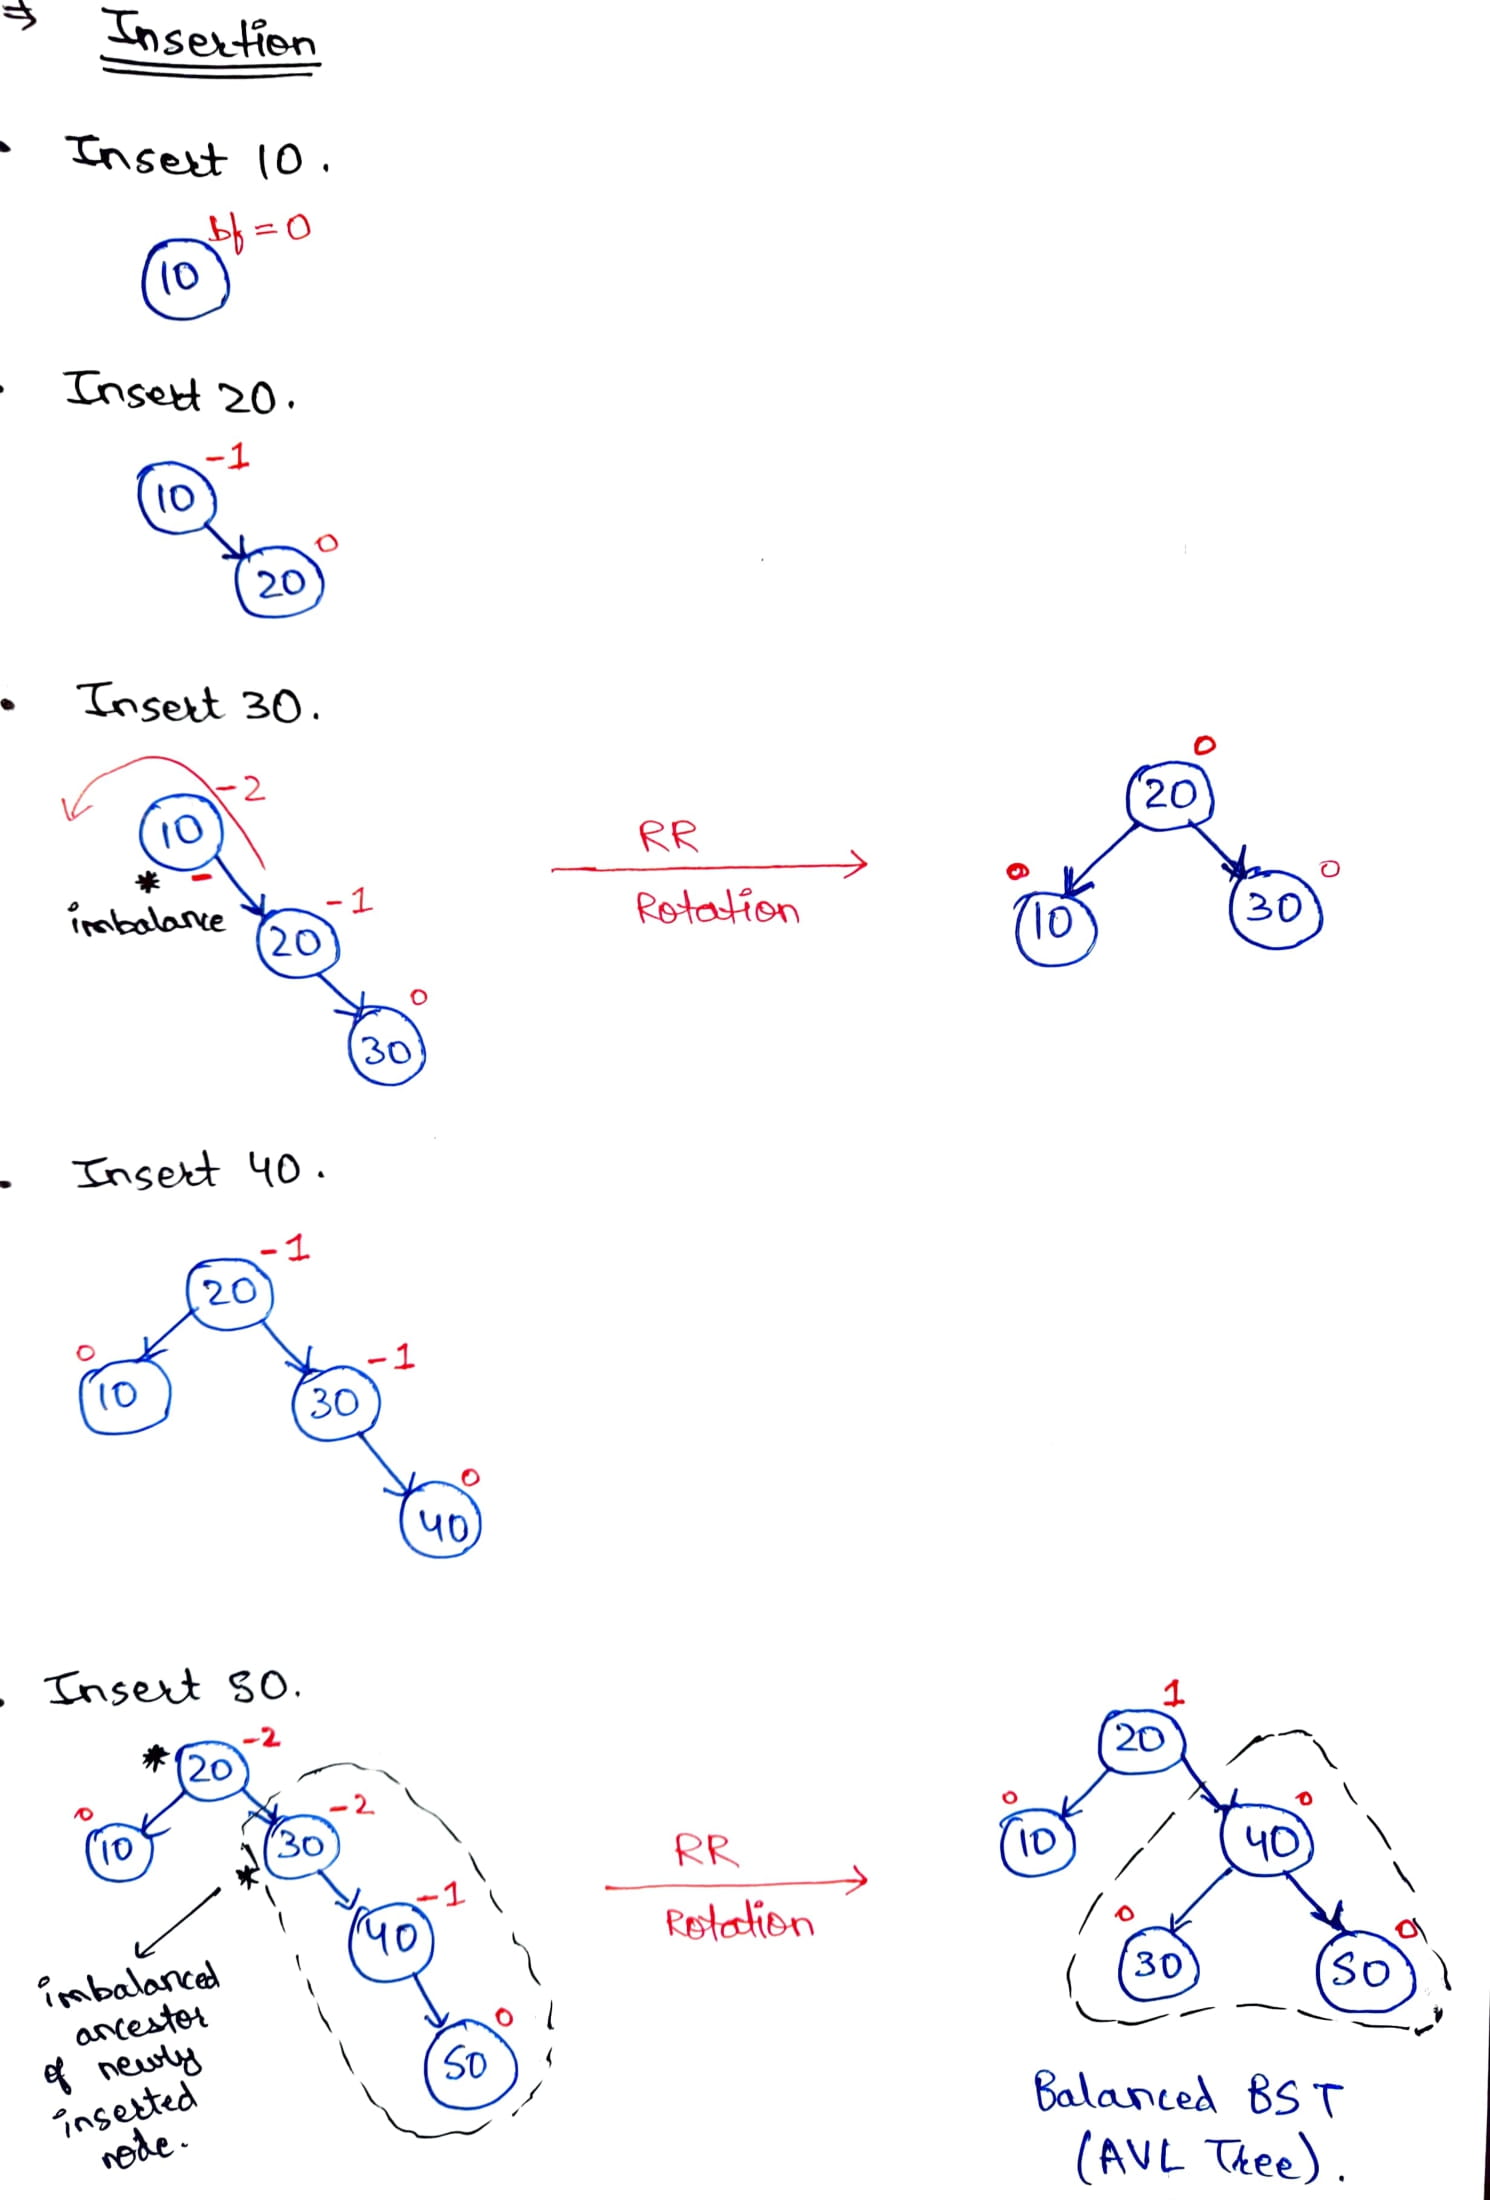 ⇒ Insertion
• Insert 10.
bf = 0
10
• Insert 20.
-1
10
0
20
• Insert 30.
-2
10
* -
imbalance
-1
20
0
30
RR
Rotation
0
20
0
10
0
30
• Insert 40.
-1
20
0
10
-1
30
0
40
• Insert 50.
* 20 -2
0
10
-2
30
*
-1
40
0
50
imbalanced
ancestor
of newly
inserted
node.
RR
Rotation
1
20
0
10
0
40
0
30
0
50
Balanced BST
(AVL Tree).